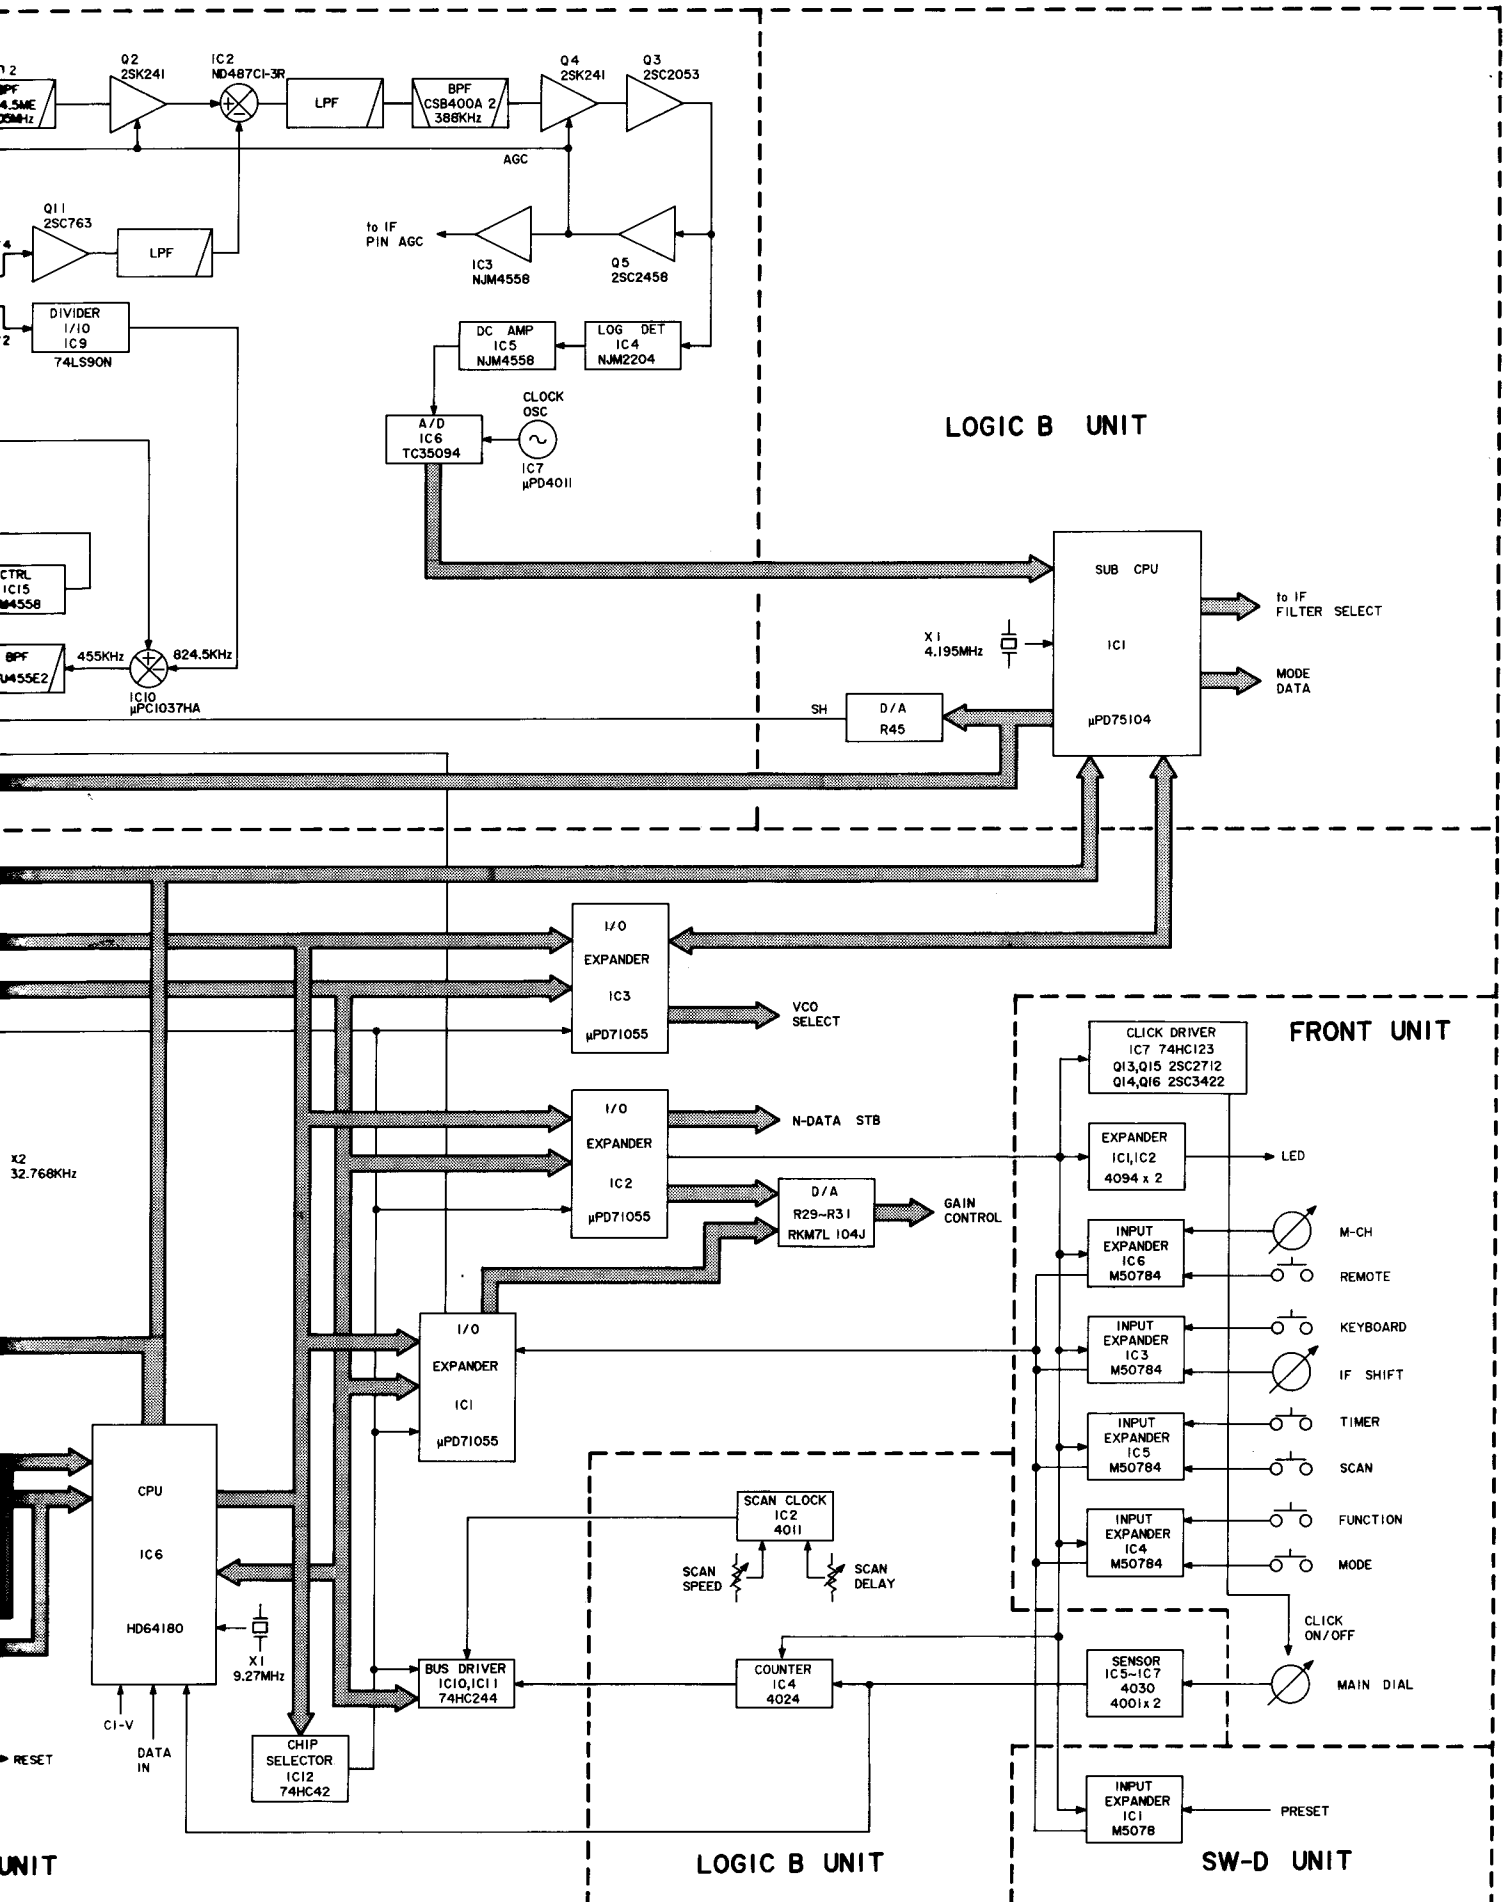 Q2
2SK241
IC2
ND487C1-3R
Q4
2SK241
Q3
2SC2053
2
4.5ME
LPF
BPF
CSB400A 2
388KHz
AGC
Q11
2SC763
LPF
to IF
PIN AGC
IC3
NJM4558
Q5
2SC2458
4
2
DIVIDER
1/10
IC9
74LS90N
DC AMP
IC5
NJM4558
LOG DET
IC4
NJM2204
CLOCK
OSC
A/D
IC6
TC35094
IC7
μPD4011
LOGIC B UNIT
CTRL
IC15
M4558
SUB CPU
IC1
μPD75104
to IF
FILTER SELECT
X1
4.195MHz
MODE
DATA
BPF
U455E2
455KHz
824.5KHz
IC10
μPC1037HA
SH
D/A
R45
I/O
EXPANDER
IC3
μPD71055
VCO
SELECT
FRONT UNIT
CLICK DRIVER
IC7 74HC123
Q13,Q15 2SC2712
Q14,Q16 2SC3422
I/O
EXPANDER
IC2
μPD71055
N-DATA STB
EXPANDER
IC1,IC2
4094 x 2
LED
X2
32.768KHz
D/A
R29~R31
RKM7L 104J
GAIN
CONTROL
INPUT
EXPANDER
IC6
M50784
M-CH
REMOTE
I/O
EXPANDER
IC1
μPD71055
INPUT
EXPANDER
IC3
M50784
KEYBOARD
IF SHIFT
INPUT
EXPANDER
IC5
M50784
TIMER
SCAN
CPU
IC6
HD64180
SCAN CLOCK
IC2
4011
SCAN
SPEED
SCAN
DELAY
INPUT
EXPANDER
IC4
M50784
FUNCTION
MODE
X1
9.27MHz
CLICK
ON/OFF
BUS DRIVER
IC10,IC11
74HC244
COUNTER
IC4
4024
SENSOR
IC5~IC7
4030
4001x2
MAIN DIAL
CI-V
DATA
IN
RESET
CHIP
SELECTOR
IC12
74HC42
INPUT
EXPANDER
IC1
M5078
PRESET
UNIT
LOGIC B UNIT
SW-D UNIT